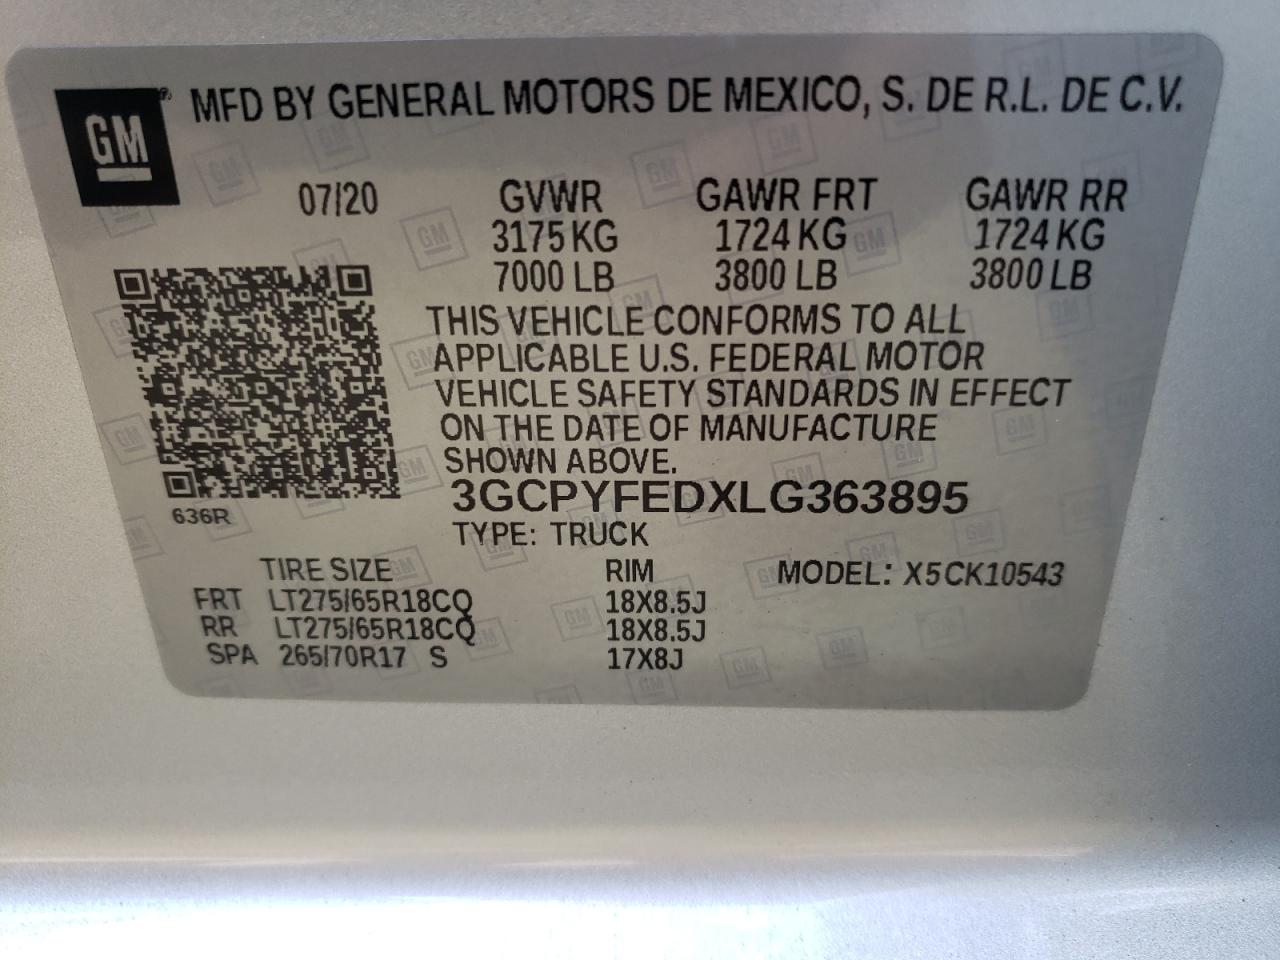 GM® MFD BY GENERAL MOTORS DE MEXICO, S. DE R.L. DE C.V.
07/20 GVWR GAWR FRT GAWR RR
3175 KG 1724 KG 1724 KG
7000 LB 3800 LB 3800 LB
THIS VEHICLE CONFORMS TO ALL
APPLICABLE U.S. FEDERAL MOTOR
VEHICLE SAFETY STANDARDS IN EFFECT
ON THE DATE OF MANUFACTURE
SHOWN ABOVE.
3GCPYFEDXLG363895
636R
TYPE: TRUCK
TIRE SIZE RIM MODEL: X5CK10543
FRT LT275/65R18CQ 18X8.5J
RR LT275/65R18CQ 18X8.5J
SPA 265/70R17 S 17X8J